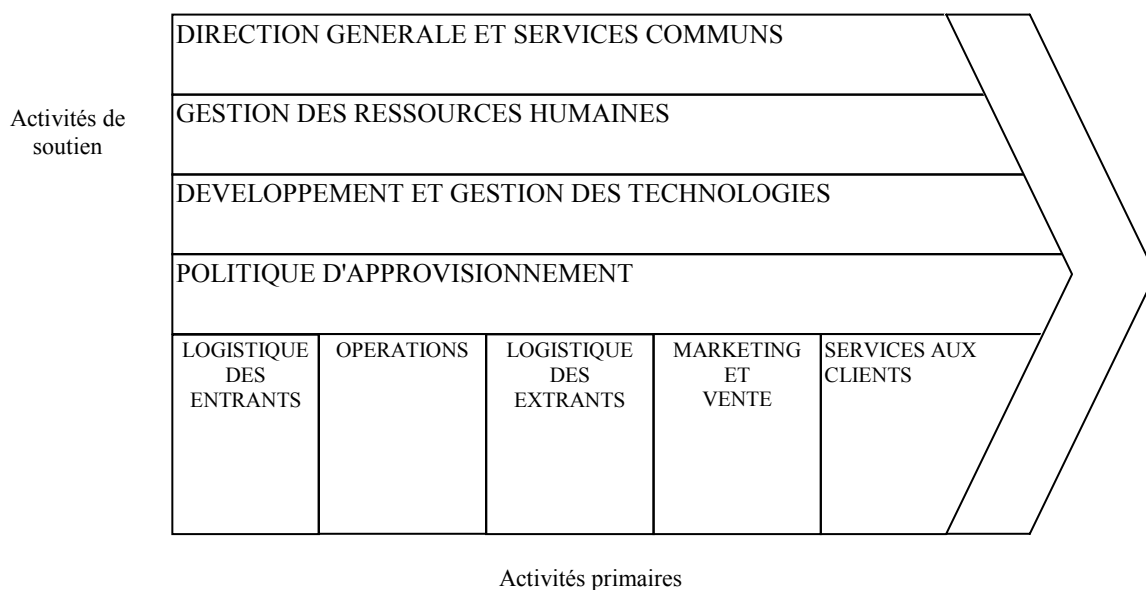 DIRECTION GENERALE ET SERVICES COMMUNS
Activités de
soutien
GESTION DES RESSOURCES HUMAINES
DEVELOPPEMENT ET GESTION DES TECHNOLOGIES
POLITIQUE D'APPROVISIONNEMENT
LOGISTIQUE
DES
ENTRANTS
OPERATIONS
LOGISTIQUE
DES
EXTRANTS
MARKETING
ET
VENTE
SERVICES AUX
CLIENTS
Activités primaires